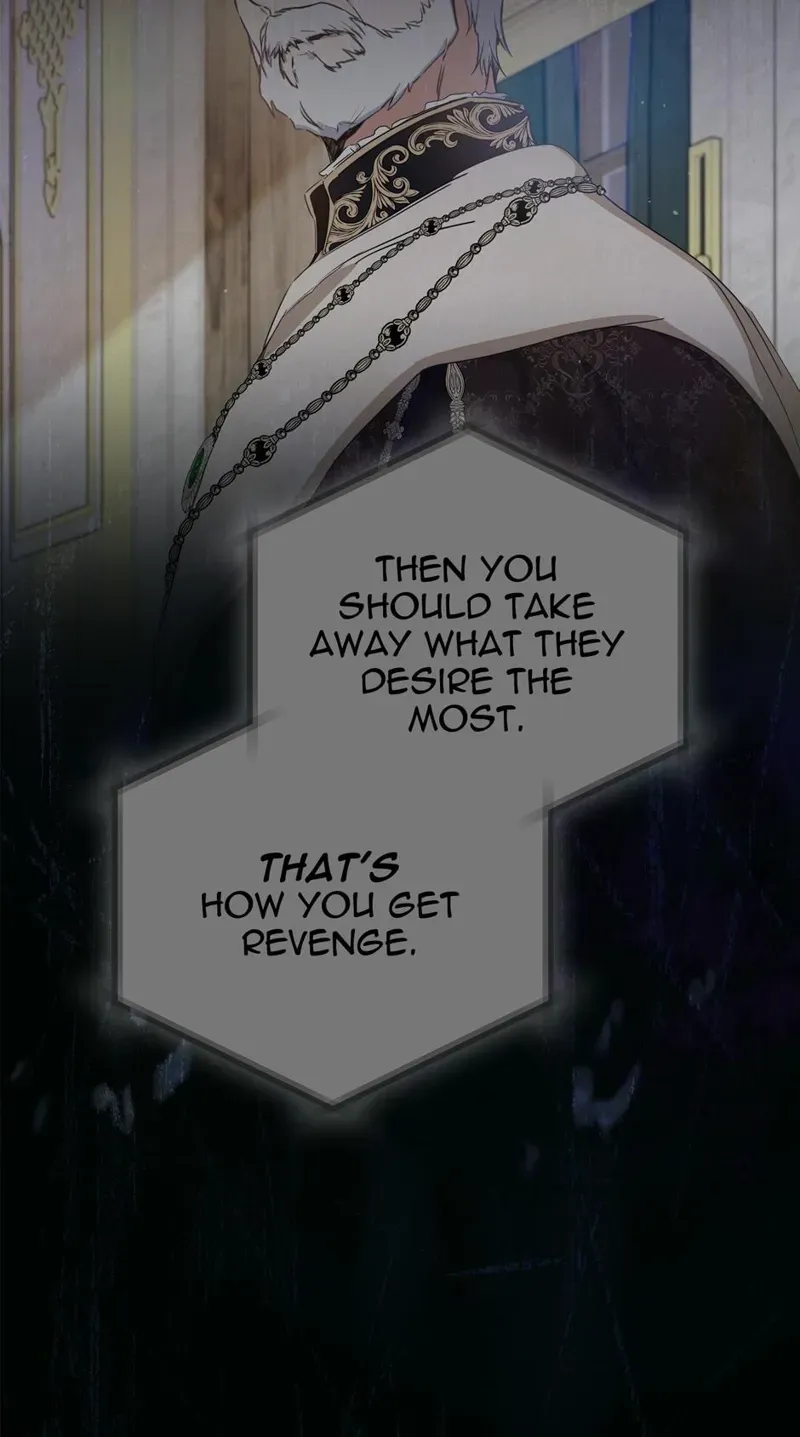 THEN YOU
SHOULD TAKE
AWAY WHAT THEY
DESIRE THE
MOST.
THAT'S
HOW YOU GET
REVENGE.